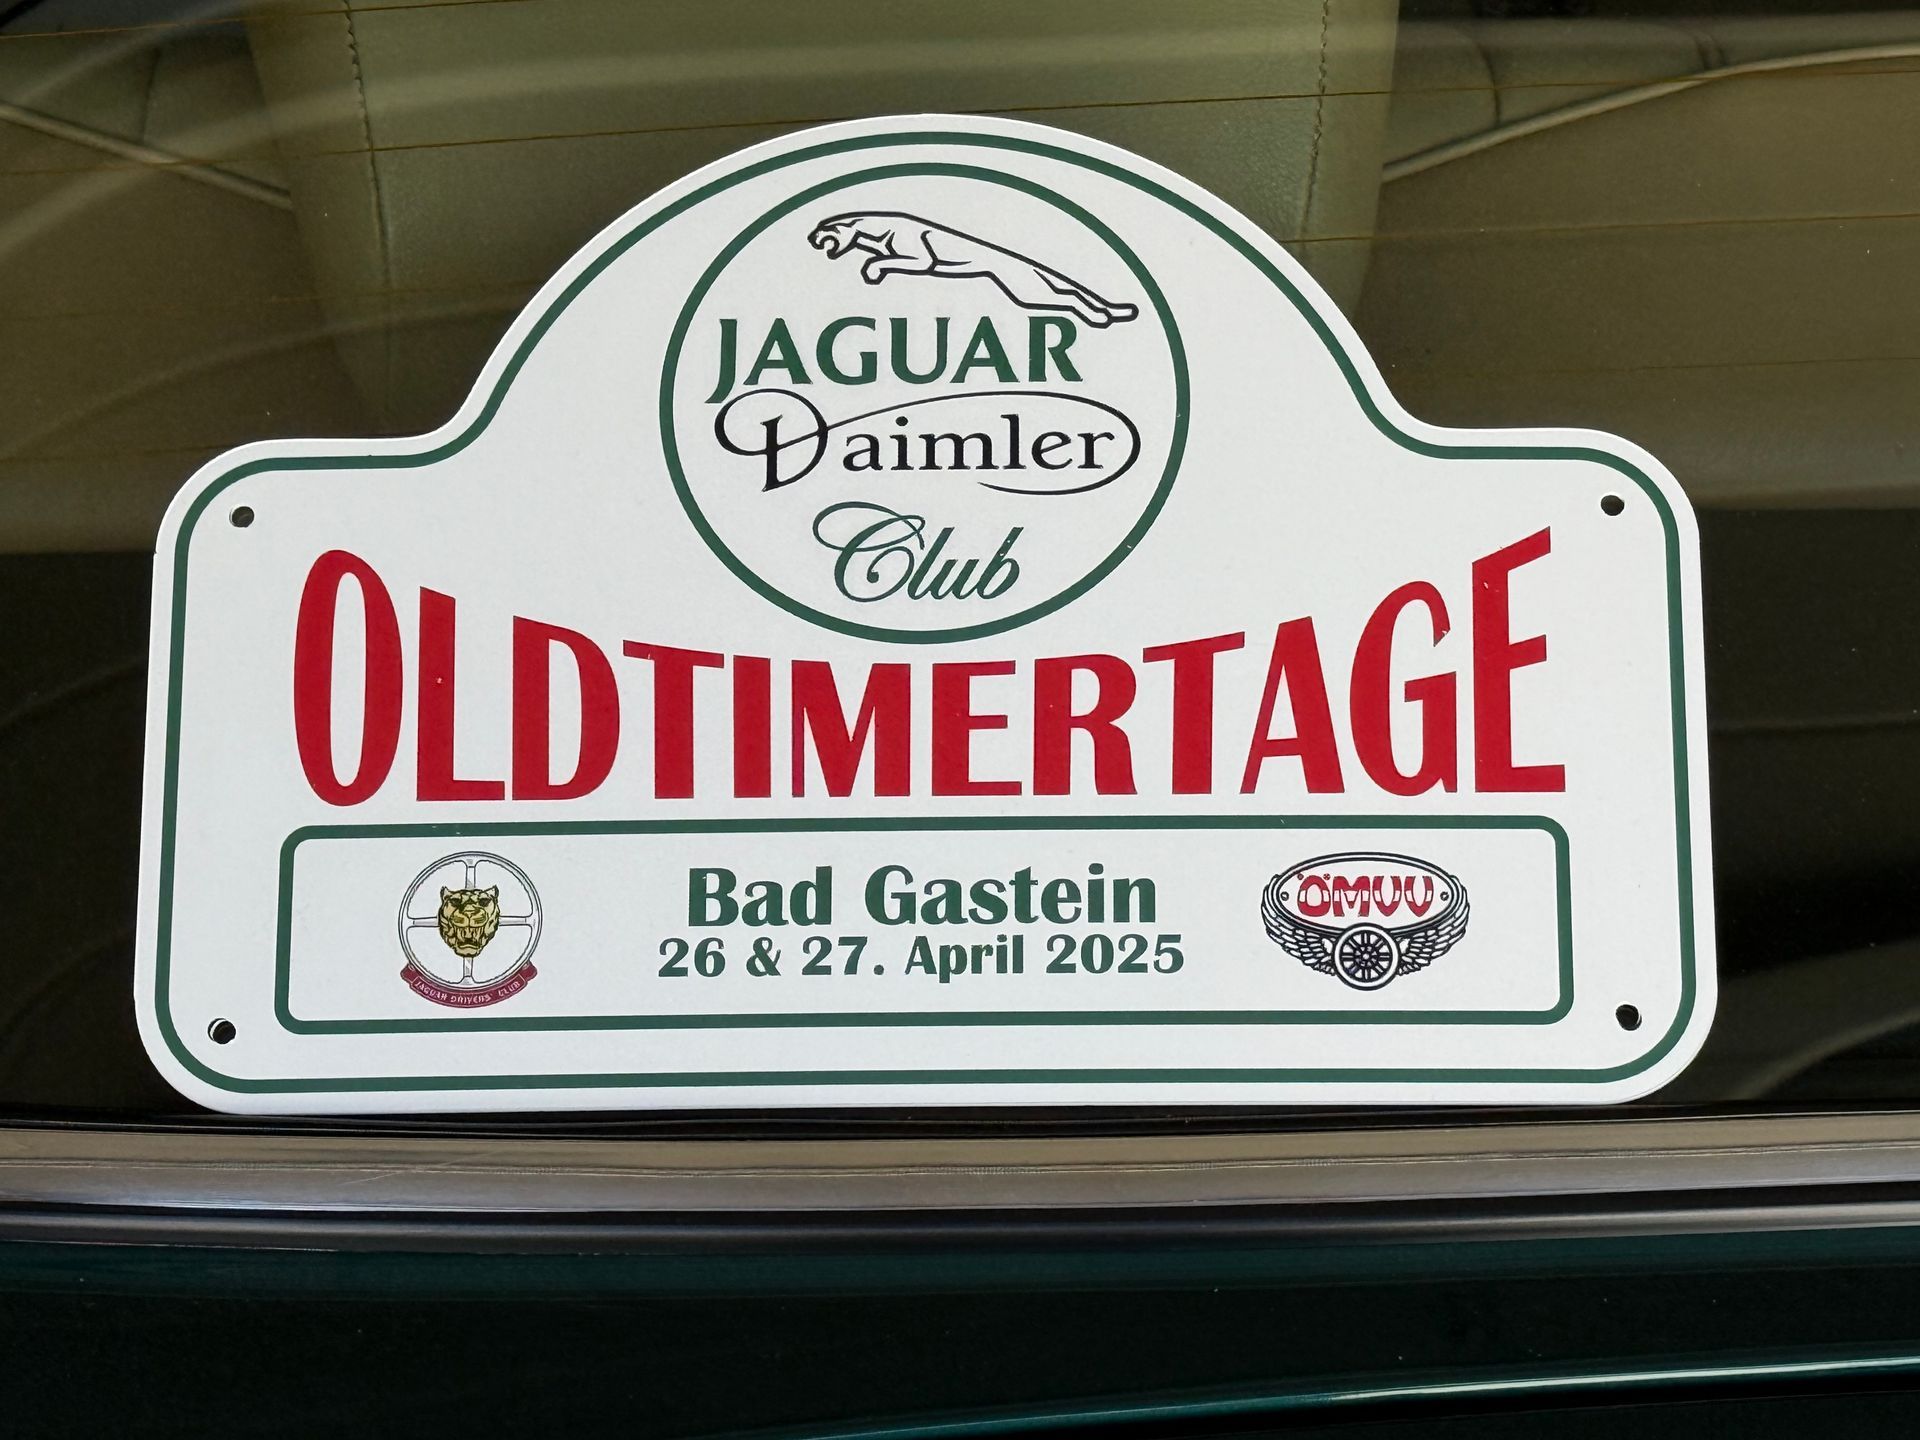 JAGUAR
Daimler
Club
OLDTIMERTAGE
Bad Gastein
26 & 27. April 2025
JAGUAR DRIVERS' CLUB
ÖMVV